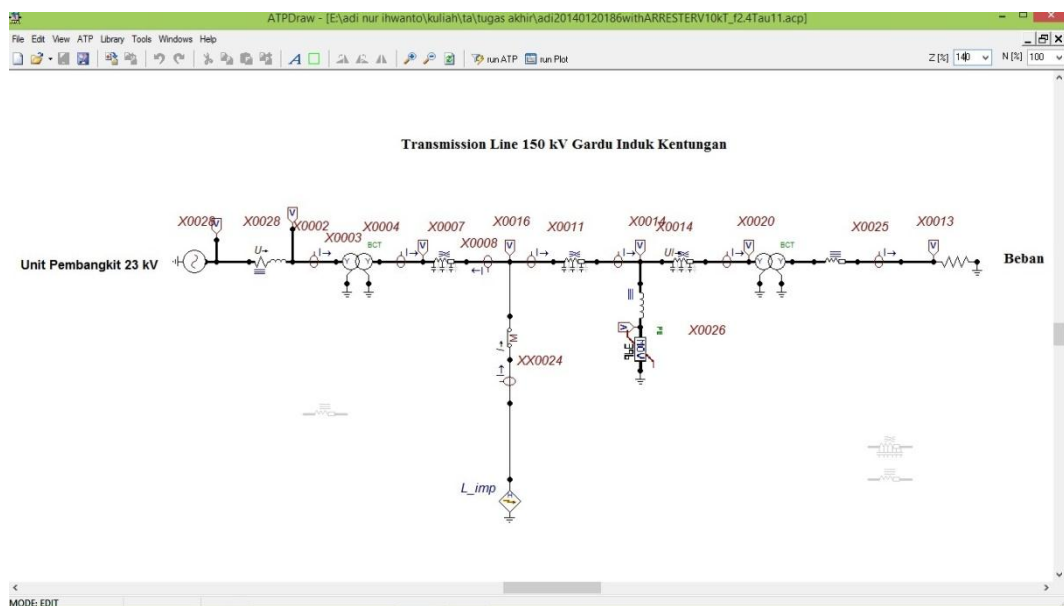 ATPDraw - [E:\adi nur ihwanto\kuliah\ta\tugas akhir\adi20140120186withARRESTERV10kT_f2.4Tau11.acp]
File Edit View ATP Library Tools Windows Help
A run ATP run Plot Z [%] 140 N [%] 100
Transmission Line 150 kV Gardu Induk Kentungan
X0028 X0002 X0004 X0007 X0016 X0011 X0014 X0014 X0020 X0025 X0013
X0003 BCT X0008 BCT
V V V V V V V
U I I I I I UI I I
Unit Pembangkit 23 kV Y Y Y Y Beban
X0026
V MOV
M
I
XX0024
I
L_imp
H
MODE: EDIT